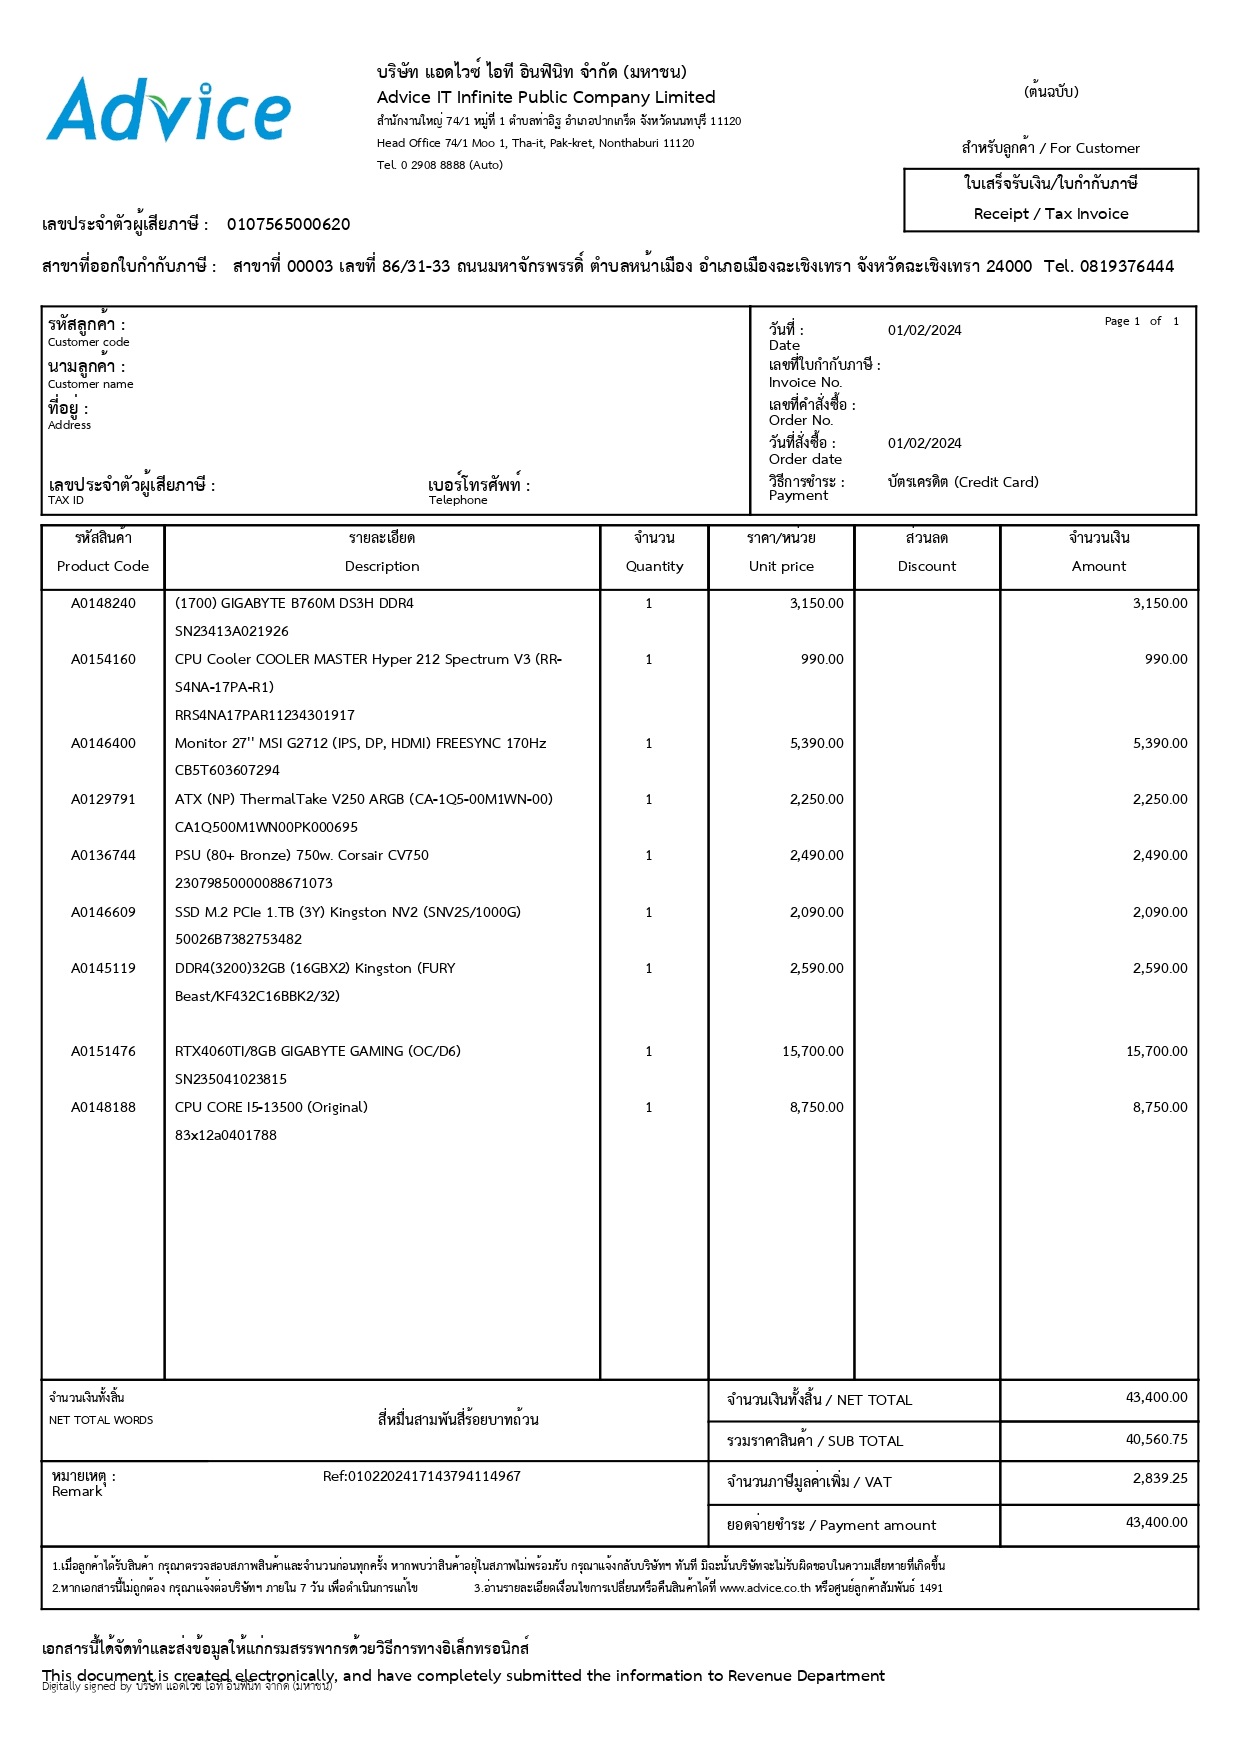 Advice
บริษัท แอดไวซ์ ไอที อินฟินิท จำกัด (มหาชน)
Advice IT Infinite Public Company Limited
สำนักงานใหญ่ 74/1 หมู่ที่ 1 ตำบลท่าอิฐ อำเภอปากเกร็ด จังหวัดนนทบุรี 11120
Head Office 74/1 Moo 1, Tha-it, Pak-kret, Nonthaburi 11120
Tel. 0 2908 8888 (Auto)
(ต้นฉบับ)
สำหรับลูกค้า / For Customer
ใบเสร็จรับเงิน/ใบกำกับภาษี
Receipt / Tax Invoice
เลขประจำตัวผู้เสียภาษี : 0107565000620
สาขาที่ออกใบกำกับภาษี : สาขาที่ 00003 เลขที่ 86/31-33 ถนนมหาจักรพรรดิ์ ตำบลหน้าเมือง อำเภอเมืองฉะเชิงเทรา จังหวัดฉะเชิงเทรา 24000 Tel. 0819376444
รหัสลูกค้า :
Customer code
นามลูกค้า :
Customer name
ที่อยู่ :
Address
เลขประจำตัวผู้เสียภาษี : เบอร์โทรศัพท์ :
TAX ID Telephone
Page 1 of 1
วันที่ : 01/02/2024
Date
เลขที่ใบกำกับภาษี :
Invoice No.
เลขที่คำสั่งซื้อ :
Order No.
วันที่สั่งซื้อ : 01/02/2024
Order date
วิธีการชำระ : บัตรเครดิต (Credit Card)
Payment
รหัสสินค้า รายละเอียด จำนวน ราคา/หน่วย ส่วนลด จำนวนเงิน
Product Code Description Quantity Unit price Discount Amount
A0148240 (1700) GIGABYTE B760M DS3H DDR4 1 3,150.00 3,150.00
SN23413A021926
A0154160 CPU Cooler COOLER MASTER Hyper 212 Spectrum V3 (RR- 1 990.00 990.00
S4NA-17PA-R1)
RRS4NA17PAR11234301917
A0146400 Monitor 27'' MSI G2712 (IPS, DP, HDMI) FREESYNC 170Hz 1 5,390.00 5,390.00
CB5T603607294
A0129791 ATX (NP) ThermalTake V250 ARGB (CA-1Q5-00M1WN-00) 1 2,250.00 2,250.00
CA1Q500M1WN00PK000695
A0136744 PSU (80+ Bronze) 750w. Corsair CV750 1 2,490.00 2,490.00
23079850000088671073
A0146609 SSD M.2 PCIe 1.TB (3Y) Kingston NV2 (SNV2S/1000G) 1 2,090.00 2,090.00
50026B7382753482
A0145119 DDR4(3200)32GB (16GBX2) Kingston (FURY 1 2,590.00 2,590.00
Beast/KF432C16BBK2/32)
A0151476 RTX4060TI/8GB GIGABYTE GAMING (OC/D6) 1 15,700.00 15,700.00
SN235041023815
A0148188 CPU CORE I5-13500 (Original) 1 8,750.00 8,750.00
83x12a0401788
จำนวนเงินทั้งสิ้น
NET TOTAL WORDS สี่หมื่นสามพันสี่ร้อยบาทถ้วน
จำนวนเงินทั้งสิ้น / NET TOTAL 43,400.00
รวมราคาสินค้า / SUB TOTAL 40,560.75
หมายเหตุ : Ref:0102202417143794114967
Remark
จำนวนภาษีมูลค่าเพิ่ม / VAT 2,839.25
ยอดจ่ายชำระ / Payment amount 43,400.00
1.เมื่อลูกค้าได้รับสินค้า กรุณาตรวจสอบสภาพสินค้าและจำนวนก่อนทุกครั้ง หากพบว่าสินค้าอยู่ในสภาพไม่พร้อมรับ กรุณาแจ้งกลับบริษัทฯ ทันที มิฉะนั้นบริษัทจะไม่รับผิดชอบในความเสียหายที่เกิดขึ้น
2.หากเอกสารนี้ไม่ถูกต้อง กรุณาแจ้งต่อบริษัทฯ ภายใน 7 วัน เพื่อดำเนินการแก้ไข 3.อ่านรายละเอียดเงื่อนไขการเปลี่ยนหรือคืนสินค้าได้ที่ www.advice.co.th หรือศูนย์ลูกค้าสัมพันธ์ 1491
เอกสารนี้ได้จัดทำและส่งข้อมูลให้แก่กรมสรรพากรด้วยวิธีการทางอิเล็กทรอนิกส์
This document is created electronically, and have completely submitted the information to Revenue Department
Digitally signed by บริษัท แอดไวซ์ ไอที อินฟินิท จำกัด (มหาชน)